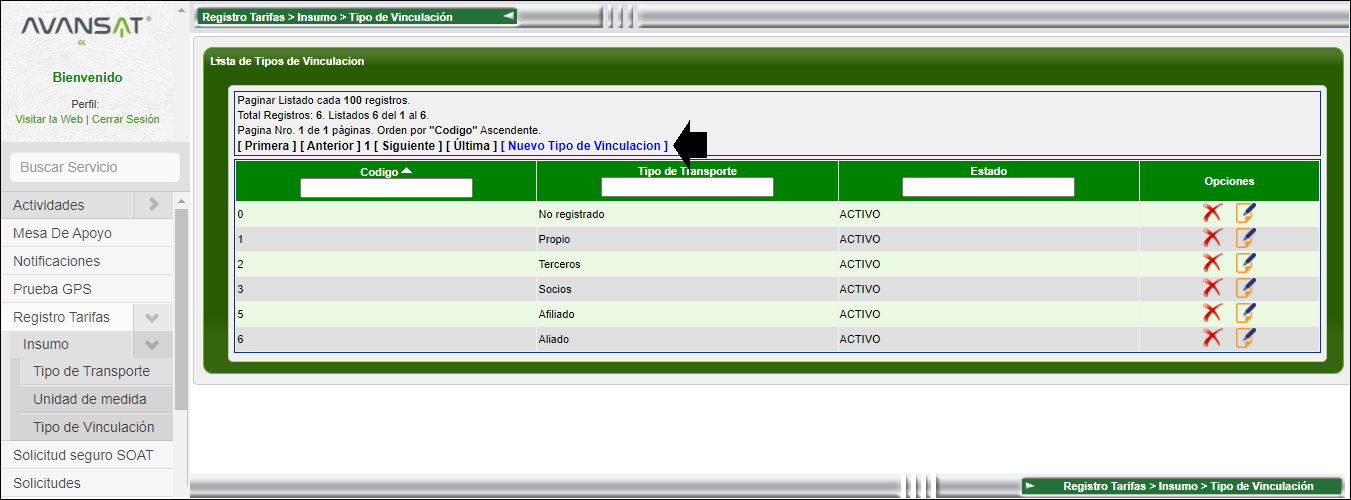 AVANSAT
GL
Bienvenido
Perfil:
Visitar la Web | Cerrar Sesión
Buscar Servicio
Actividades
Mesa De Apoyo
Notificaciones
Prueba GPS
Registro Tarifas
Insumo
Tipo de Transporte
Unidad de medida
Tipo de Vinculación
Solicitud seguro SOAT
Solicitudes
Registro Tarifas > Insumo > Tipo de Vinculación
Lista de Tipos de Vinculacion
Paginar Listado cada 100 registros.
Total Registros: 6. Listados 6 del 1 al 6.
Pagina Nro. 1 de 1 páginas. Orden por "Codigo" Ascendente.
[ Primera ] [ Anterior ] 1 [ Siguiente ] [ Última ] [ Nuevo Tipo de Vinculacion ]
Codigo Tipo de Transporte Estado Opciones
0 No registrado ACTIVO
1 Propio ACTIVO
2 Terceros ACTIVO
3 Socios ACTIVO
5 Afiliado ACTIVO
6 Aliado ACTIVO
Registro Tarifas > Insumo > Tipo de Vinculación